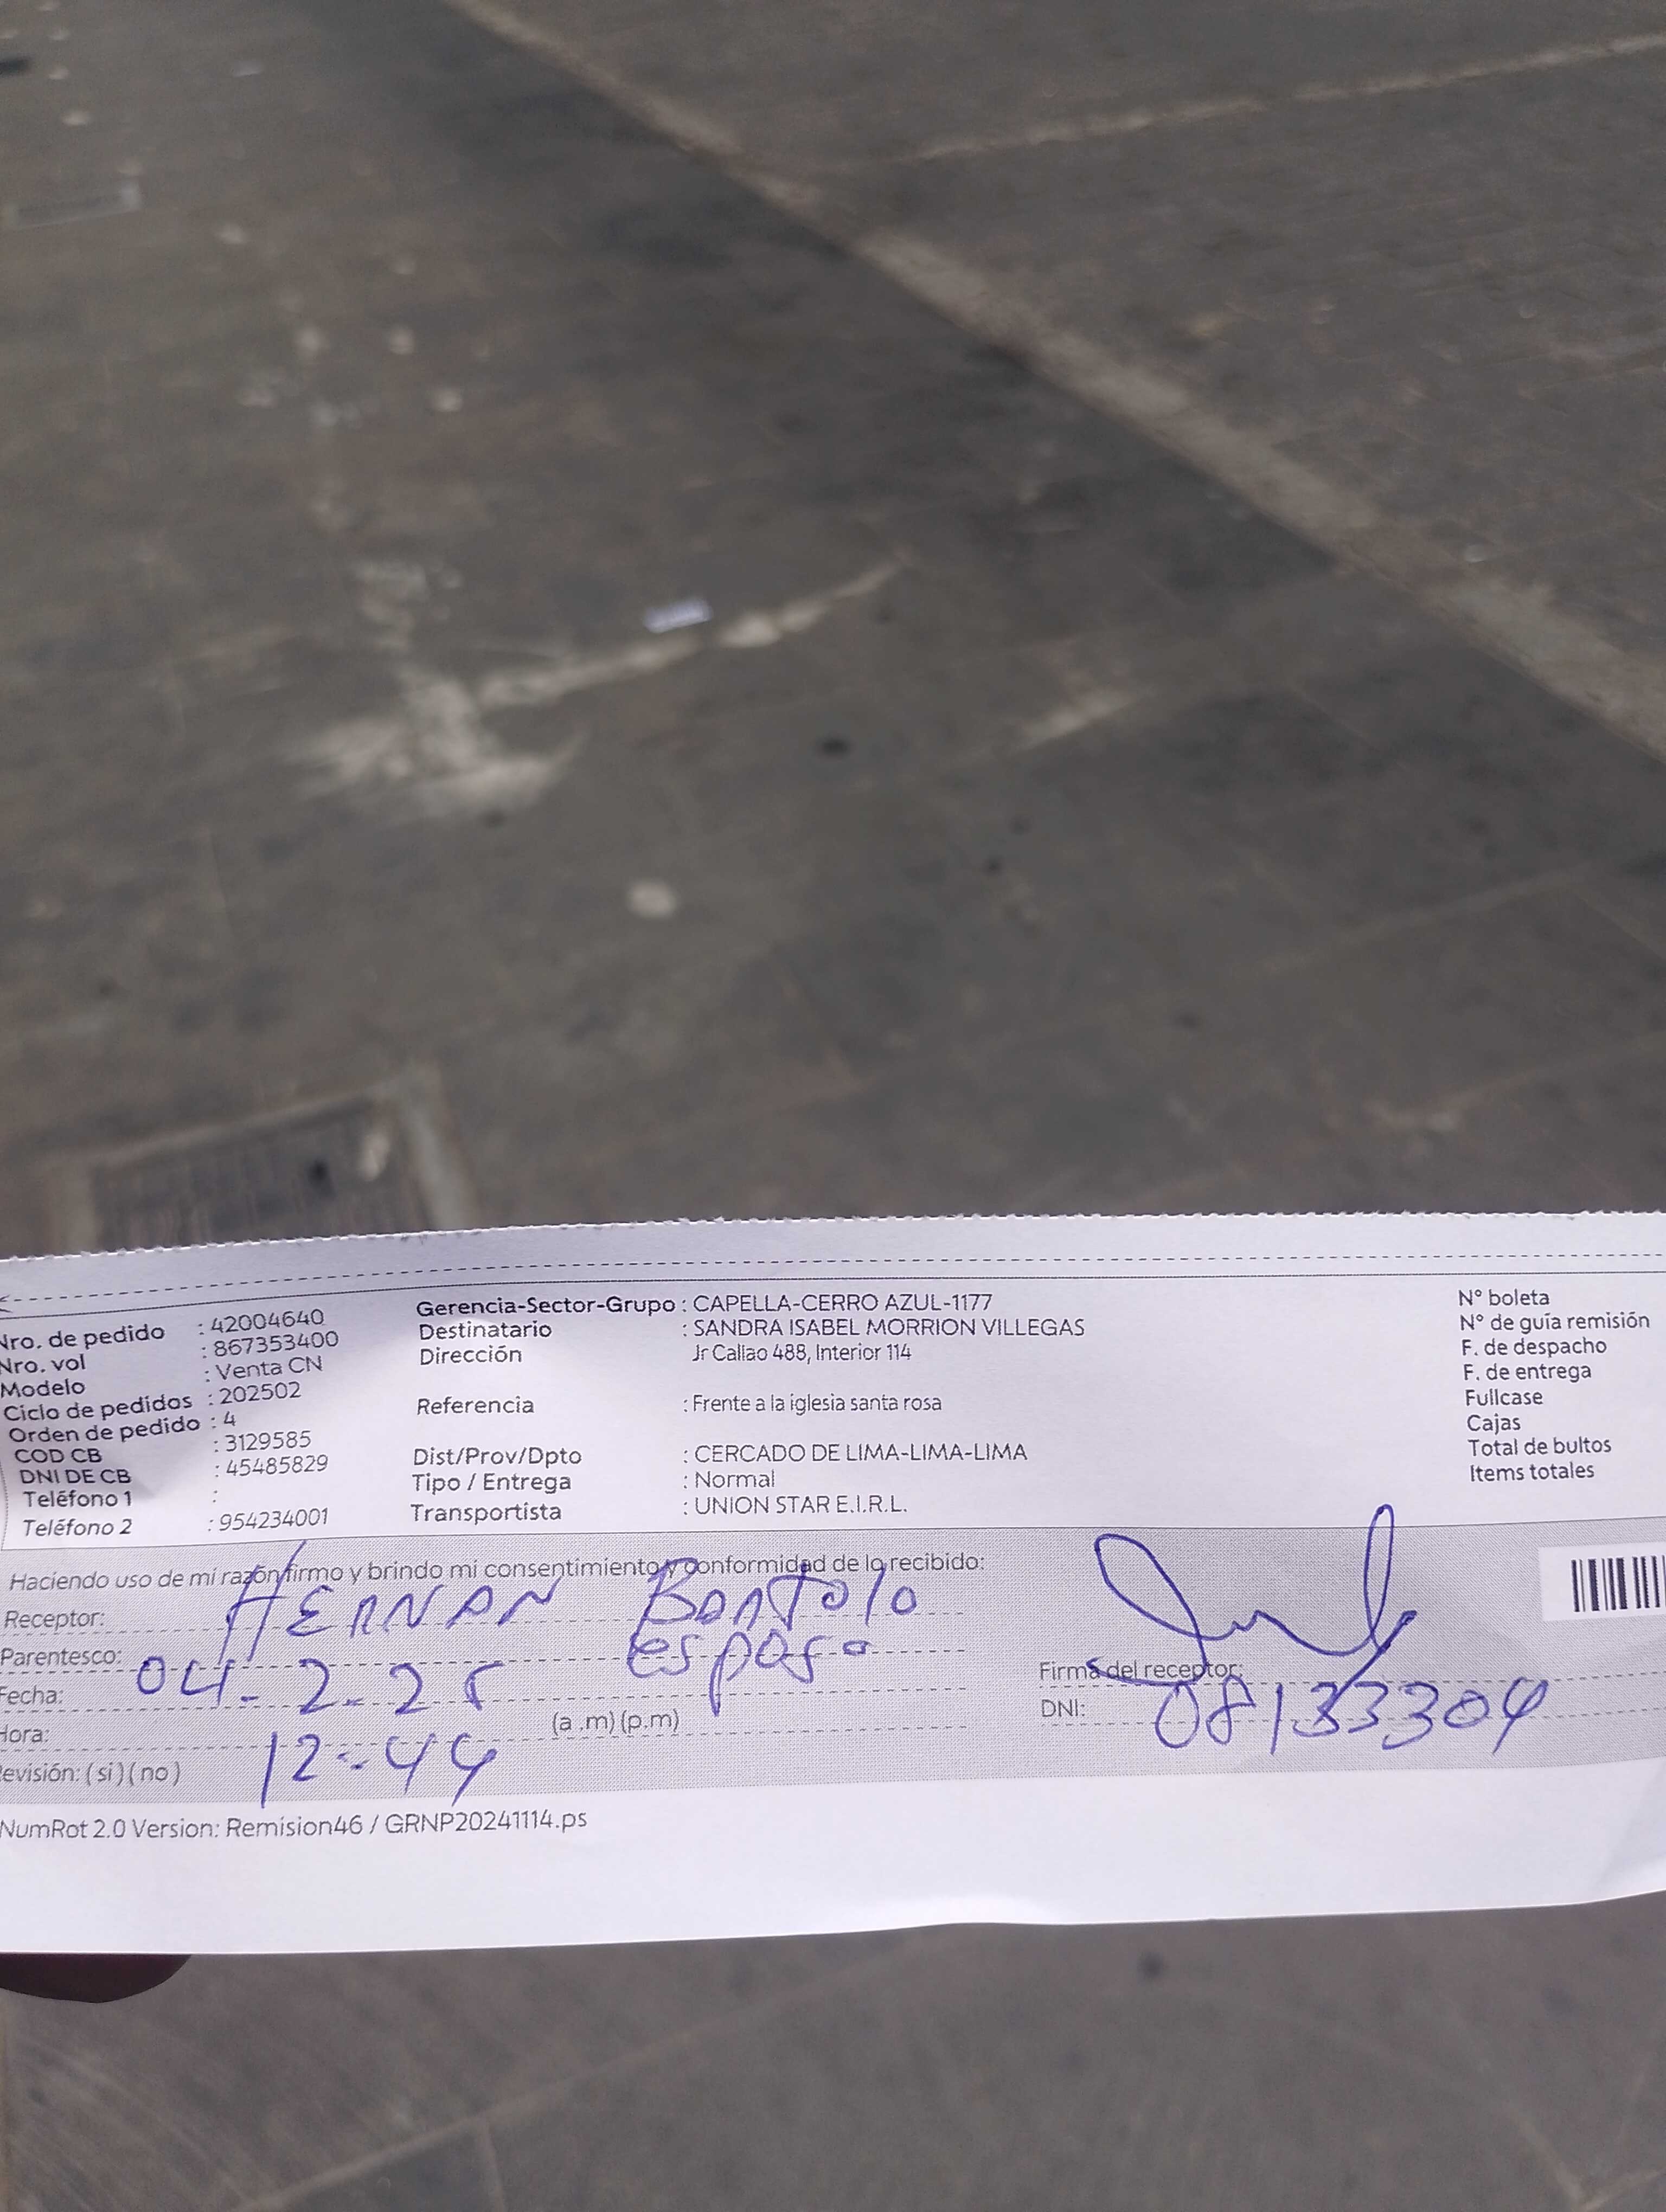 Nro. de pedido : 42004640
Nro. vol : 867353400
Modelo : Venta CN
Ciclo de pedidos : 202502
Orden de pedido : 4
COD CB : 3129585
DNI DE CB : 45485829
Teléfono 1 :
Teléfono 2 : 954234001
Gerencia-Sector-Grupo : CAPELLA-CERRO AZUL-1177
Destinatario : SANDRA ISABEL MORRION VILLEGAS
Dirección Jr Callao 488, Interior 114
Referencia : Frente a la iglesia santa rosa
Dist/Prov/Dpto : CERCADO DE LIMA-LIMA-LIMA
Tipo / Entrega : Normal
Transportista : UNION STAR E.I.R.L.
N° boleta
N° de guía remisión
F. de despacho
F. de entrega
Fullcase
Cajas
Total de bultos
Items totales
Haciendo uso de mi razón firmo y brindo mi consentimiento y conformidad de lo recibido:
Receptor: HERNAN Bartolo
Parentesco: esposo
Fecha: 04-2-25
Hora: 12-44 (a .m) (p.m)
evisión: ( si ) ( no )
Firma del receptor:
DNI: 08133304
NumRot 2.0 Version: Remision46 / GRNP20241114.ps